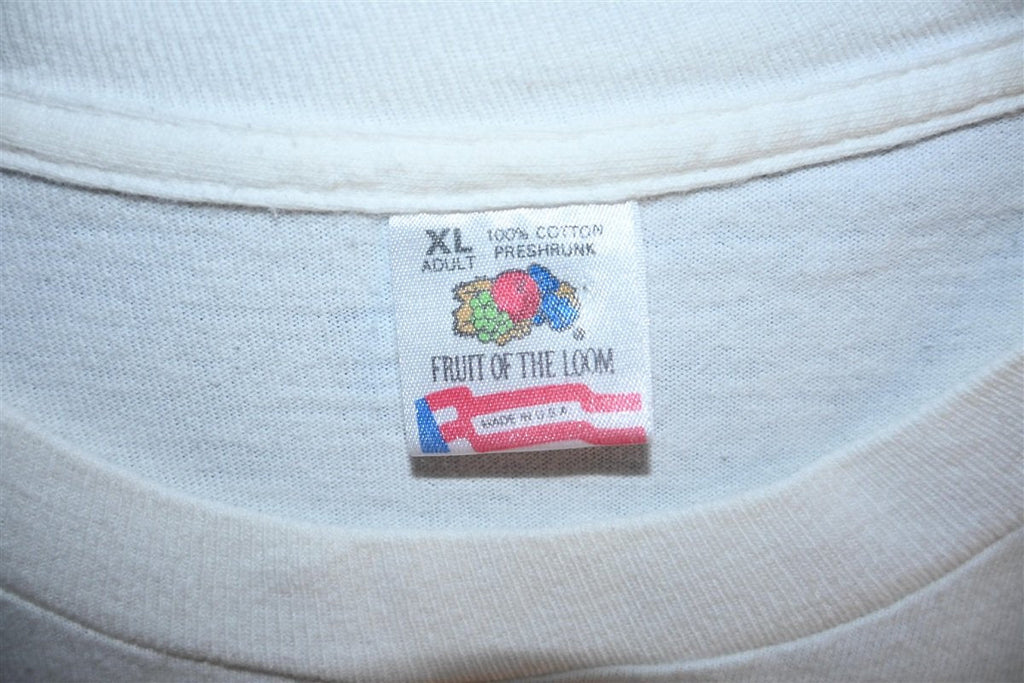 XL 100% COTTON
ADULT PRESHRUNK
®
FRUIT OF THE LOOM
MADE IN U.S.A.